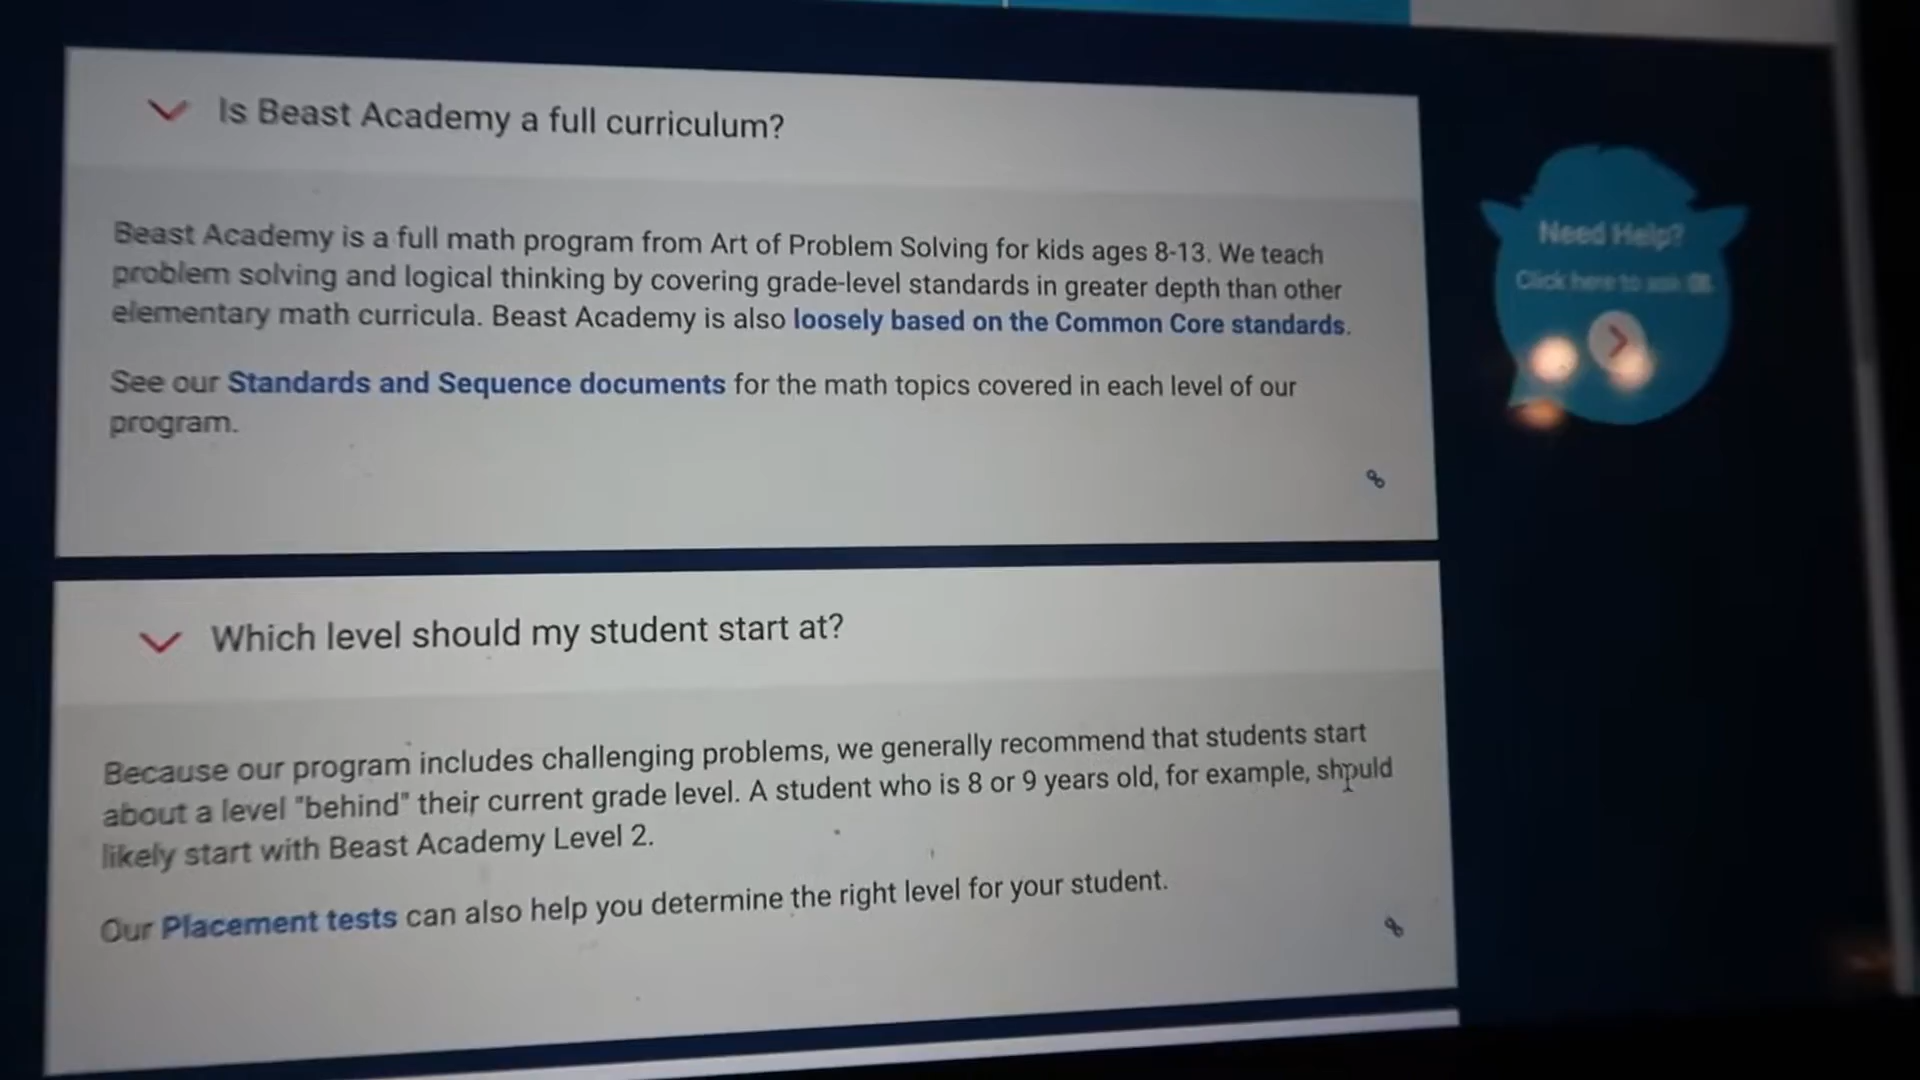 Is Beast Academy a full curriculum?
Beast Academy is a full math program from Art of Problem Solving for kids ages 8-13. We teach
problem solving and logical thinking by covering grade-level standards in greater depth than other
elementary math curricula. Beast Academy is also loosely based on the Common Core standards.
See our Standards and Sequence documents for the math topics covered in each level of our
program.
Need Help?
Click here to ask
Which level should my student start at?
Because our program includes challenging problems, we generally recommend that students start
about a level "behind" their current grade level. A student who is 8 or 9 years old, for example, should
likely start with Beast Academy Level 2.
Our Placement tests can also help you determine the right level for your student.